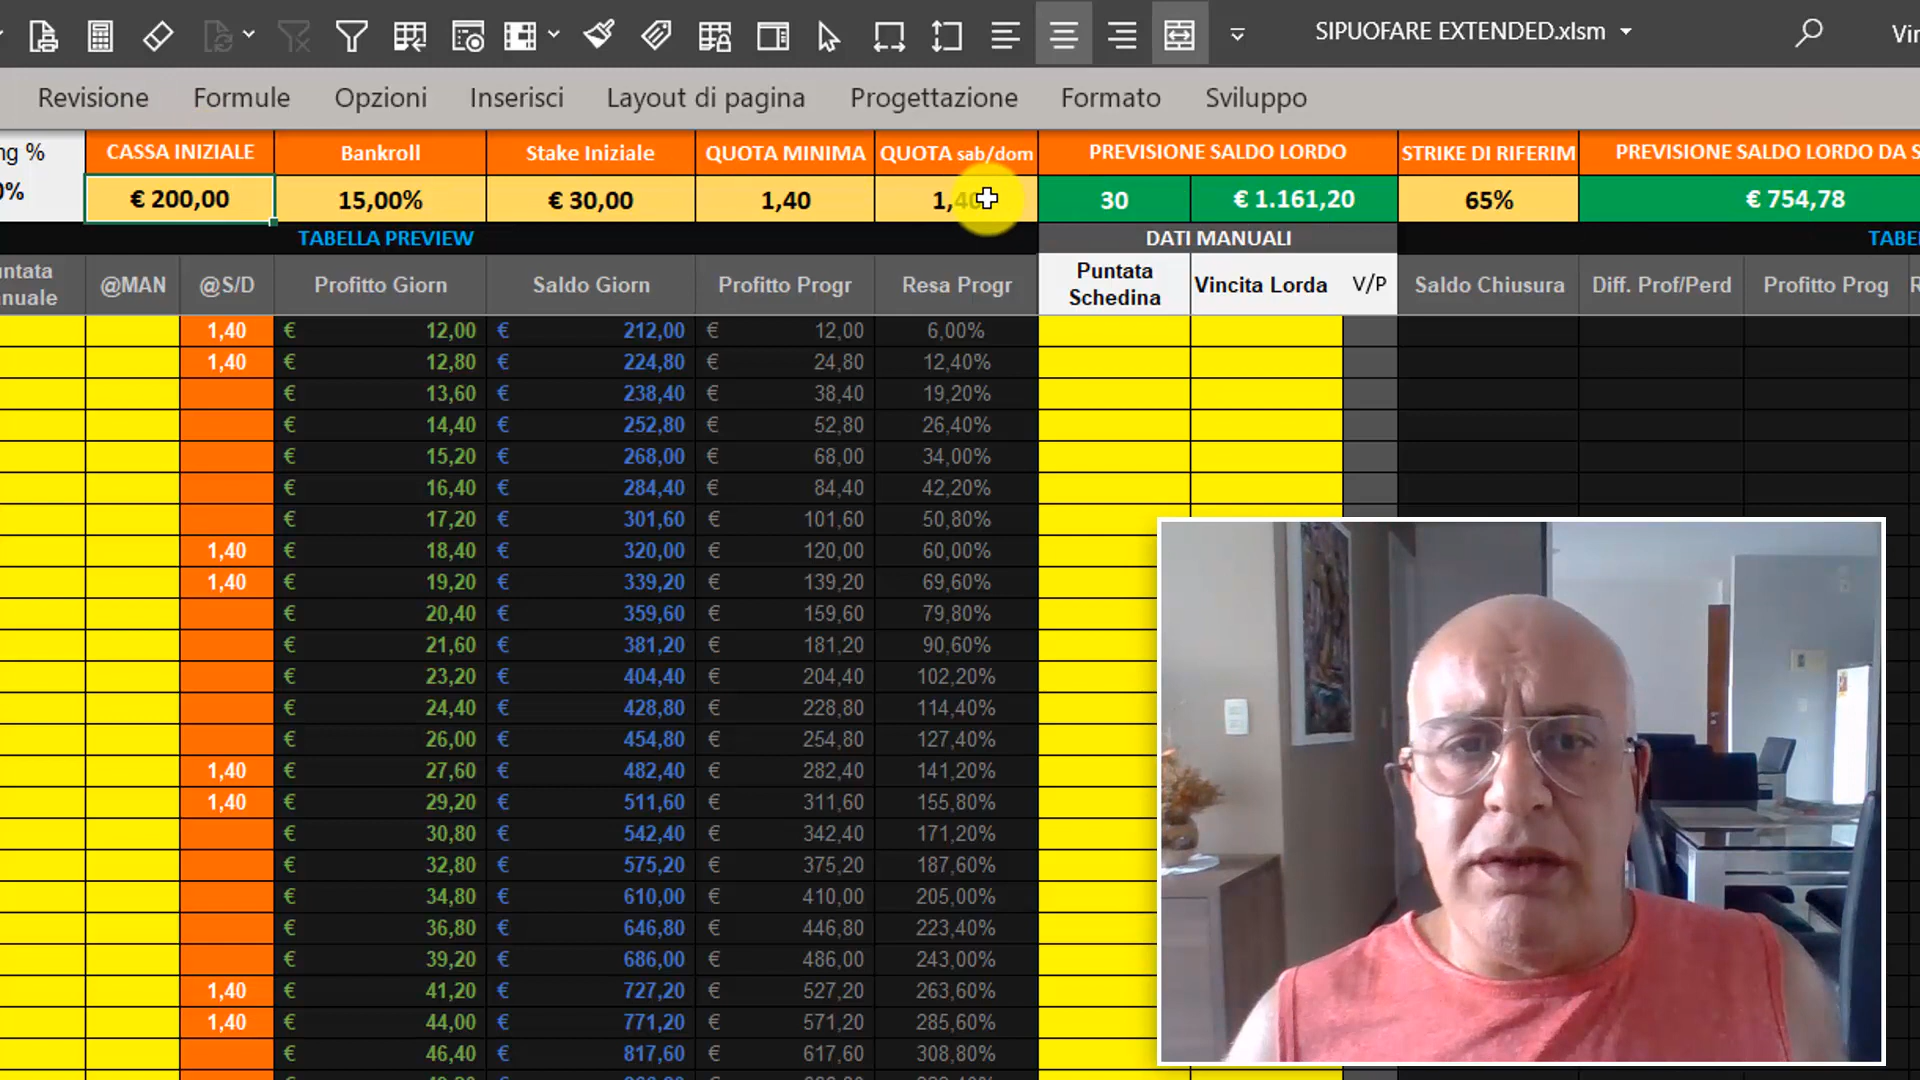 SIPUOFARE EXTENDED.xlsm
Revisione Formule Opzioni Inserisci Layout di pagina Progettazione Formato Sviluppo
CASSA INIZIALE Bankroll Stake Iniziale QUOTA MINIMA QUOTA sab/dom PREVISIONE SALDO LORDO STRIKE DI RIFERIM PREVISIONE SALDO LORDO DA S
€ 200,00 15,00% € 30,00 1,40 30 € 1.161,20 65% € 754,78
TABELLA PREVIEW DATI MANUALI
@MAN @S/D Profitto Giorn Saldo Giorn Profitto Progr Resa Progr Puntata Schedina Vincita Lorda V/P Saldo Chiusura Diff. Prof/Perd Profitto Prog
1,40 € 12,00 € 212,00 € 12,00 6,00%
1,40 € 12,80 € 224,80 € 24,80 12,40%
€ 13,60 € 238,40 € 38,40 19,20%
€ 14,40 € 252,80 € 52,80 26,40%
€ 15,20 € 268,00 € 68,00 34,00%
€ 16,40 € 284,40 € 84,40 42,20%
€ 17,20 € 301,60 € 101,60 50,80%
1,40 € 18,40 € 320,00 € 120,00 60,00%
1,40 € 19,20 € 339,20 € 139,20 69,60%
€ 20,40 € 359,60 € 159,60 79,80%
€ 21,60 € 381,20 € 181,20 90,60%
€ 23,20 € 404,40 € 204,40 102,20%
€ 24,40 € 428,80 € 228,80 114,40%
€ 26,00 € 454,80 € 254,80 127,40%
1,40 € 27,60 € 482,40 € 282,40 141,20%
1,40 € 29,20 € 511,60 € 311,60 155,80%
€ 30,80 € 542,40 € 342,40 171,20%
€ 32,80 € 575,20 € 375,20 187,60%
€ 34,80 € 610,00 € 410,00 205,00%
€ 36,80 € 646,80 € 446,80 223,40%
€ 39,20 € 686,00 € 486,00 243,00%
1,40 € 41,20 € 727,20 € 527,20 263,60%
1,40 € 44,00 € 771,20 € 571,20 285,60%
€ 46,40 € 817,60 € 617,60 308,80%